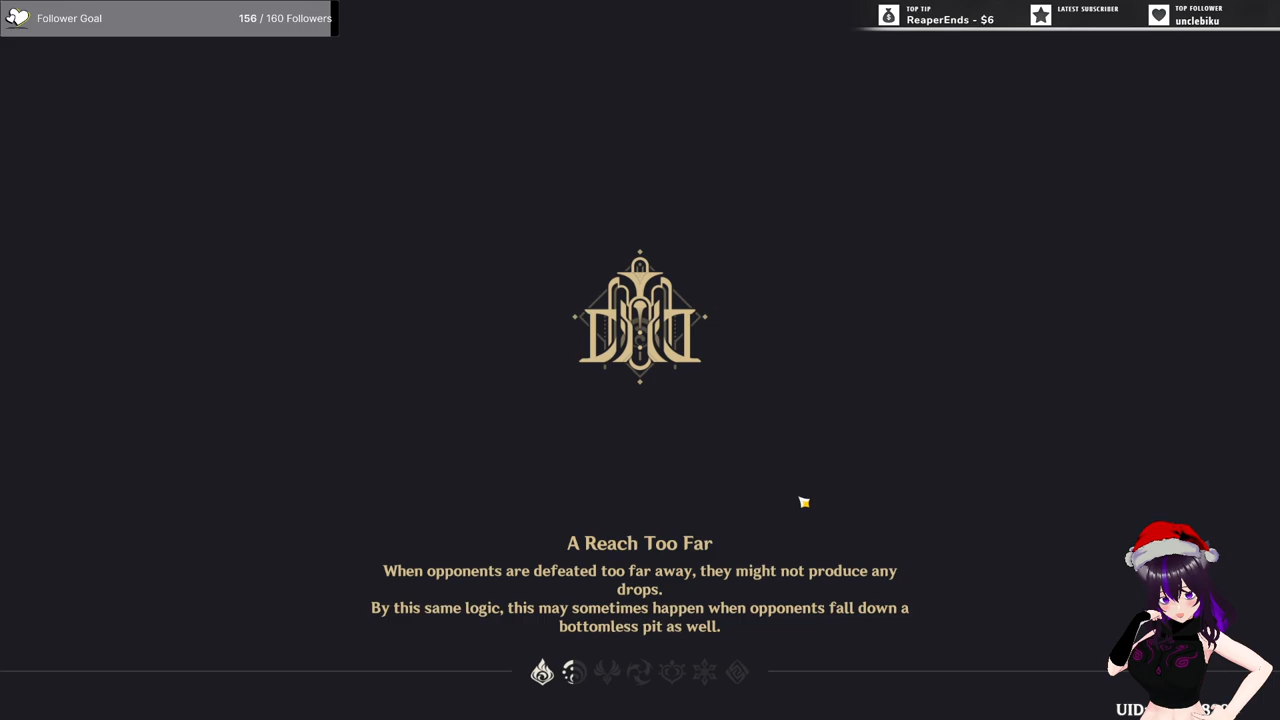 Follower Goal
156 / 160 Followers
TOP TIP
ReaperEnds - $6
LATEST SUBSCRIBER
TOP FOLLOWER
unclebiku
A Reach Too Far
When opponents are defeated too far away, they might not produce any
drops.
By this same logic, this may sometimes happen when opponents fall down a
bottomless pit as well.
UID: